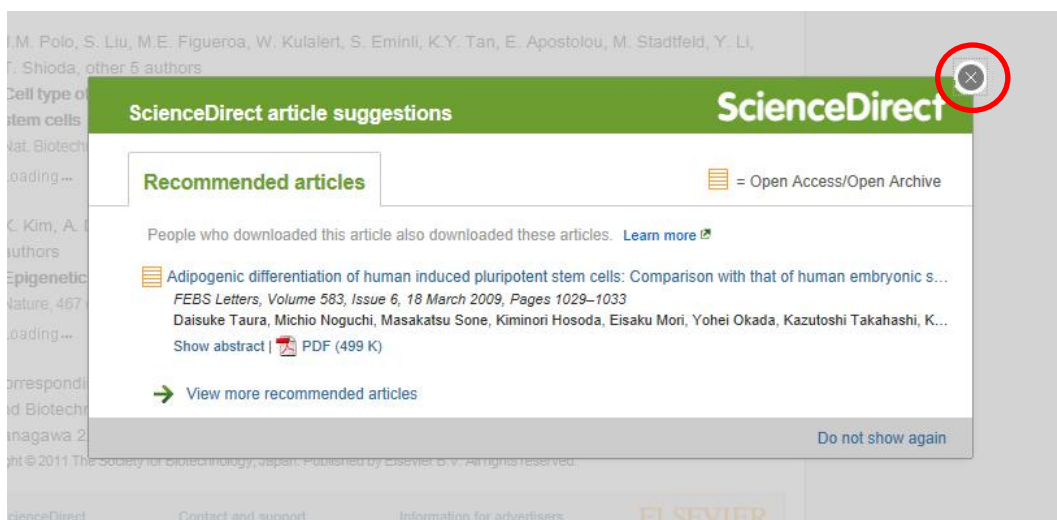 J.M. Polo, S. Liu, M.E. Figueroa, W. Kulalert, S. Eminli, K.Y. Tan, E. Apostolou, M. Stadtfeld, Y. Li,
T. Shioda, other 5 authors
Cell type of
stem cells
Nat. Biotech
Loading...
K. Kim, A.
authors
Epigenetic
Nature, 467
Loading...
ScienceDirect article suggestions
ScienceDirect
Recommended articles
= Open Access/Open Archive
People who downloaded this article also downloaded these articles. Learn more
Adipogenic differentiation of human induced pluripotent stem cells: Comparison with that of human embryonic s...
FEBS Letters, Volume 583, Issue 6, 18 March 2009, Pages 1029–1033
Daisuke Taura, Michio Noguchi, Masakatsu Sone, Kiminori Hosoda, Eisaku Mori, Yohei Okada, Kazutoshi Takahashi, K...
Show abstract | PDF (499 K)
View more recommended articles
Do not show again
orrespondi
nd Biotechn
anagawa 2
ght © 2011 The Society for Biotechnology, Japan. Published by Elsevier B.V. All rights reserved.
cienceDirect
Contact and support
Information for advertisers
ELSEVIER